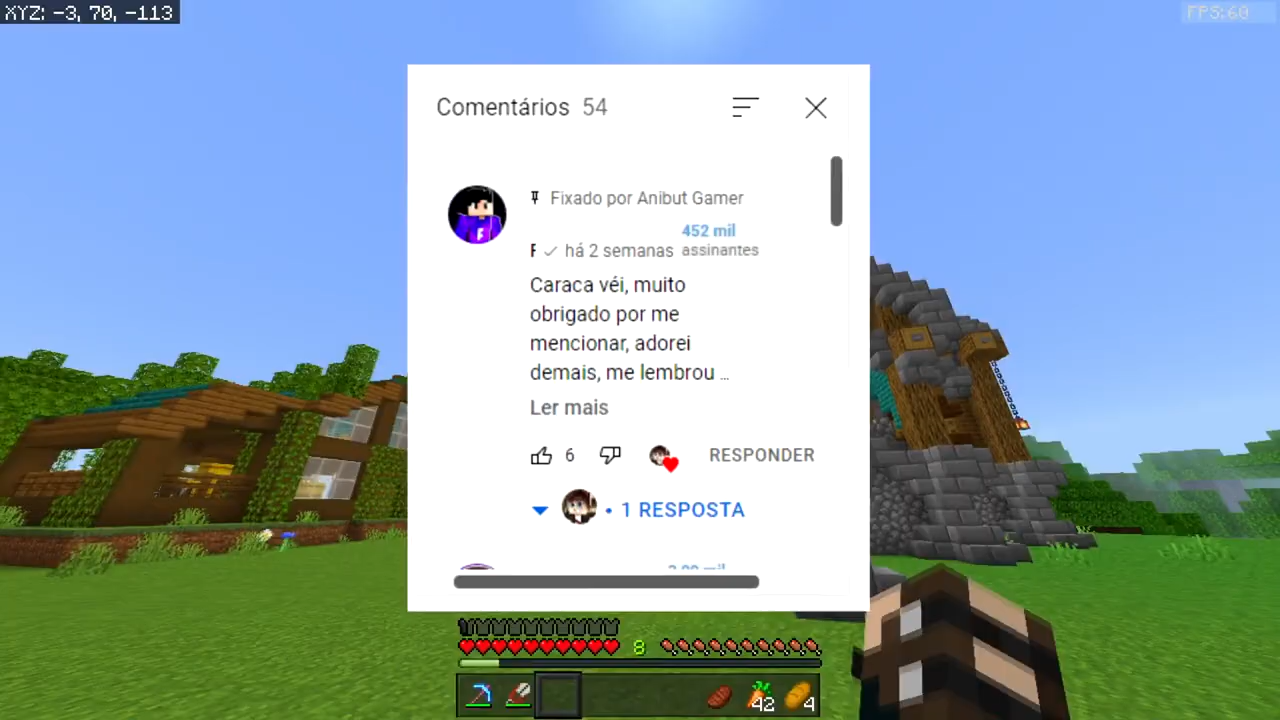 XYZ: -3, 70, -113
FPS:60
Comentários 54
Fixado por Anibut Gamer
452 mil
F há 2 semanas assinantes
Caraca véi, muito
obrigado por me
mencionar, adorei
demais, me lembrou ...
Ler mais
6 RESPONDER
• 1 RESPOSTA
8
42 4